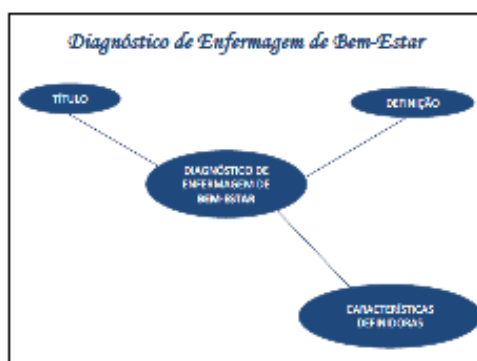 Diagnóstico de Enfermagem de Bem-Estar
TÍTULO
DEFINIÇÃO
DIAGNÓSTICO DE
ENFERMAGEM DE
BEM-ESTAR
CARACTERÍSTICAS
DEFINIDORAS